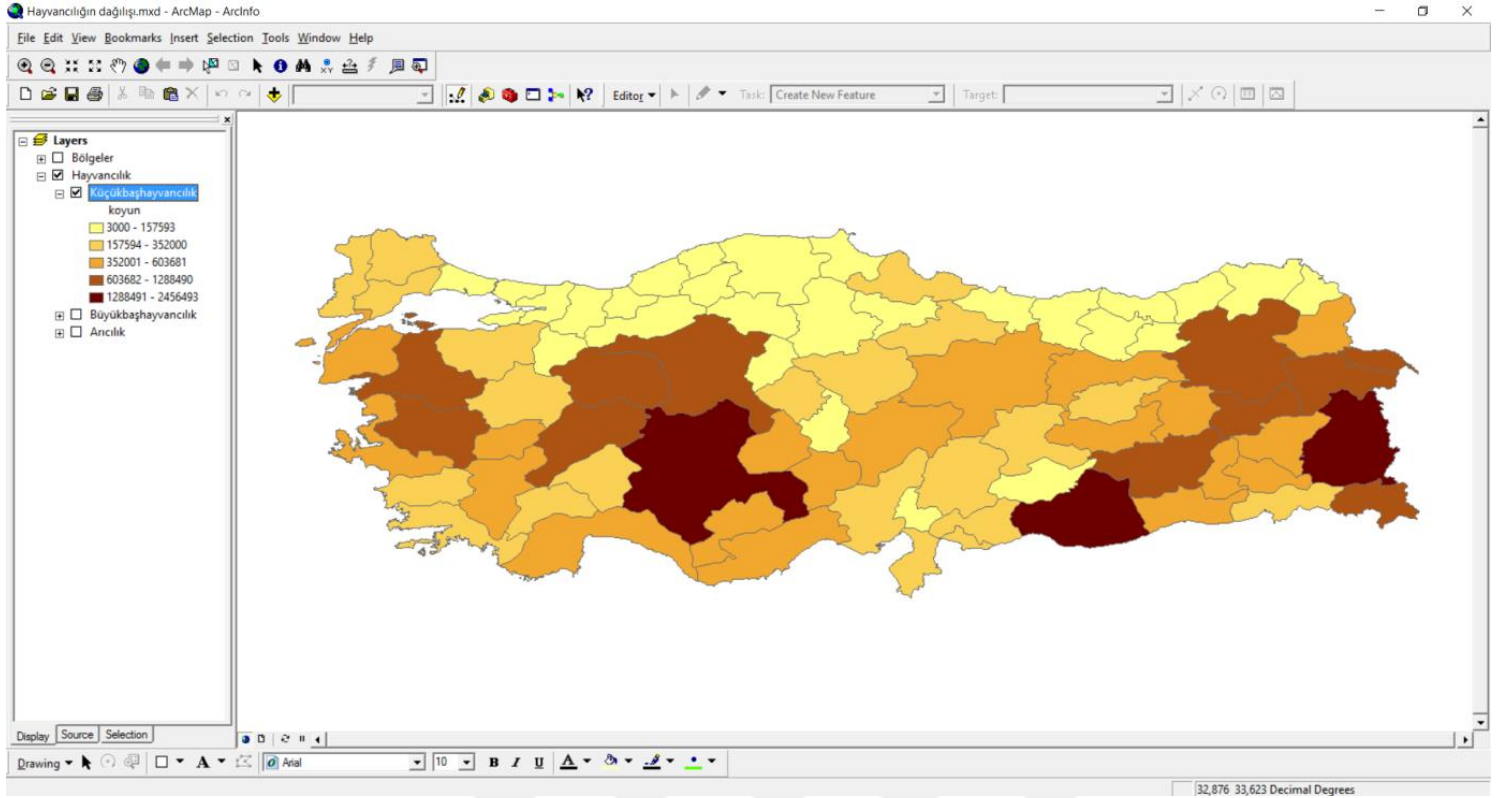 Hayvancılığın dağılışı.mxd - ArcMap - ArcInfo
File Edit View Bookmarks Insert Selection Tools Window Help
Editor Task: Create New Feature Target:
Layers
Bölgeler
Hayvancılık
Küçükbaşhayvancılık
koyun
3000 - 157593
157594 - 352000
352001 - 603681
603682 - 1288490
1288491 - 2456493
Büyükbaşhayvancılık
Arıcılık
Display Source Selection
Drawing A Arial 10 B I U A
32,876 33,623 Decimal Degrees